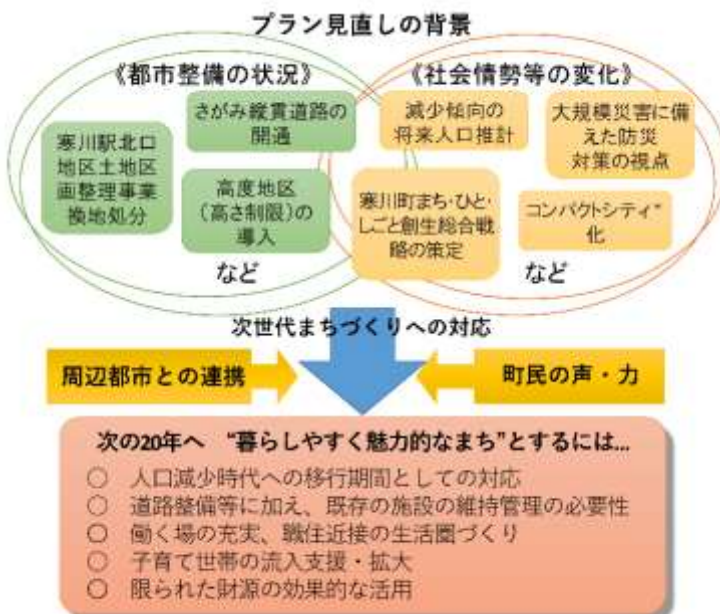 プラン見直しの背景
《都市整備の状況》
さがみ縦貫道路の
開通
寒川駅北口
地区土地区
画整理事業
換地処分
高度地区
(高さ制限)の
導入
など
《社会情勢等の変化》
減少傾向の
将来人口推計
大規模災害に備
えた防災
対策の視点
寒川町まち・ひと・
しごと創生総合戦
略の策定
コンパクトシティ*
化
など
次世代まちづくりへの対応
周辺都市との連携
町民の声・力
次の20年へ “暮らしやすく魅力的なまち”とするには…
○ 人口減少時代への移行期間としての対応
○ 道路整備等に加え、既存の施設の維持管理の必要性
○ 働く場の充実、職住近接の生活圏づくり
○ 子育て世帯の流入支援・拡大
○ 限られた財源の効果的な活用